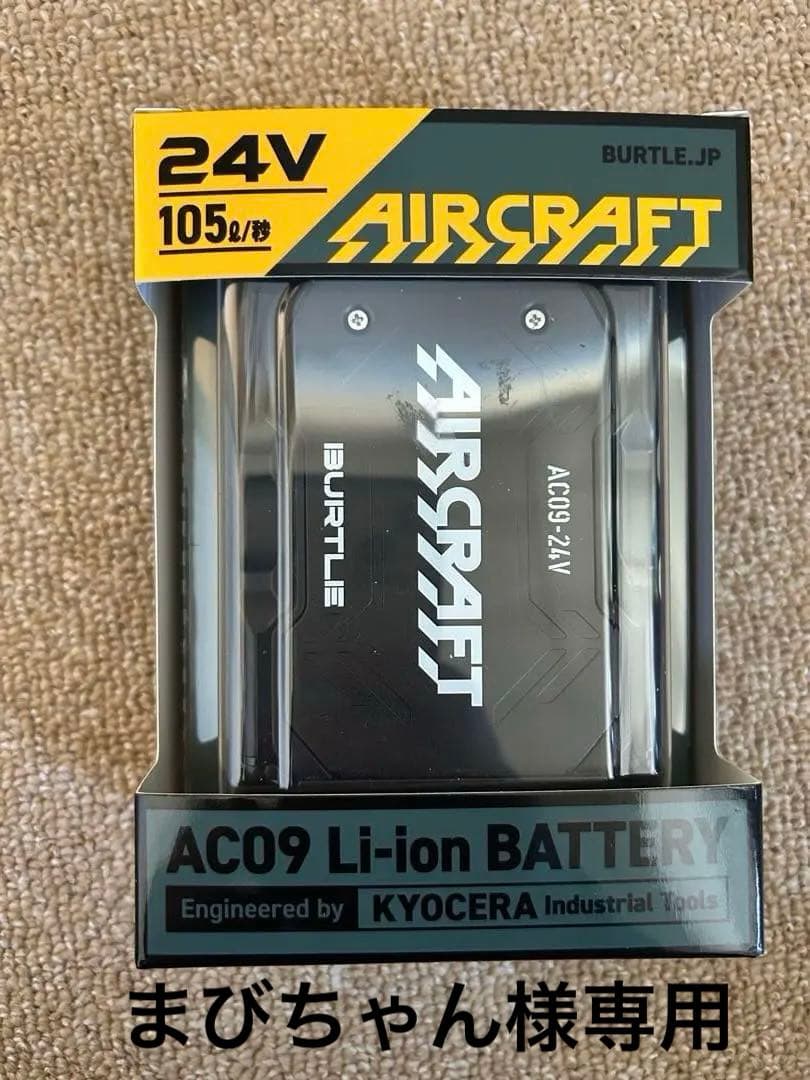 24V
105ℓ/秒
BURTLE.JP
AIRCRAFT
AIRCRAFT
BURTLE
AC09-24V
AC09 Li-ion BATTERY
Engineered by KYOCERA Industrial Tools
まびちゃん様専用